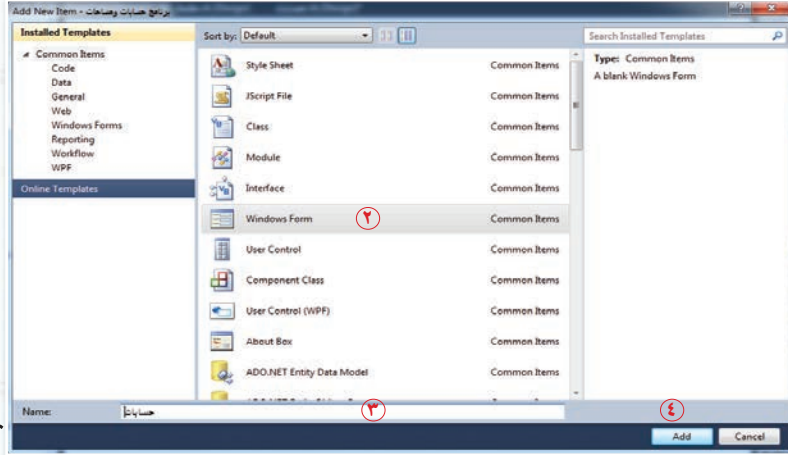 Add New Item - برنامج حسابات ومساحات
Installed Templates
Common Items
Code
Data
General
Web
Windows Forms
Reporting
Workflow
WPF
Online Templates
Sort by: Default
Search Installed Templates
Style Sheet Common Items
JScript File Common Items
Class Common Items
Module Common Items
Interface Common Items
Windows Form ٢ Common Items
User Control Common Items
Component Class Common Items
User Control (WPF) Common Items
About Box Common Items
ADO.NET Entity Data Model Common Items
Type: Common Items
A blank Windows Form
Name: حسابات ٣
٤
Add Cancel